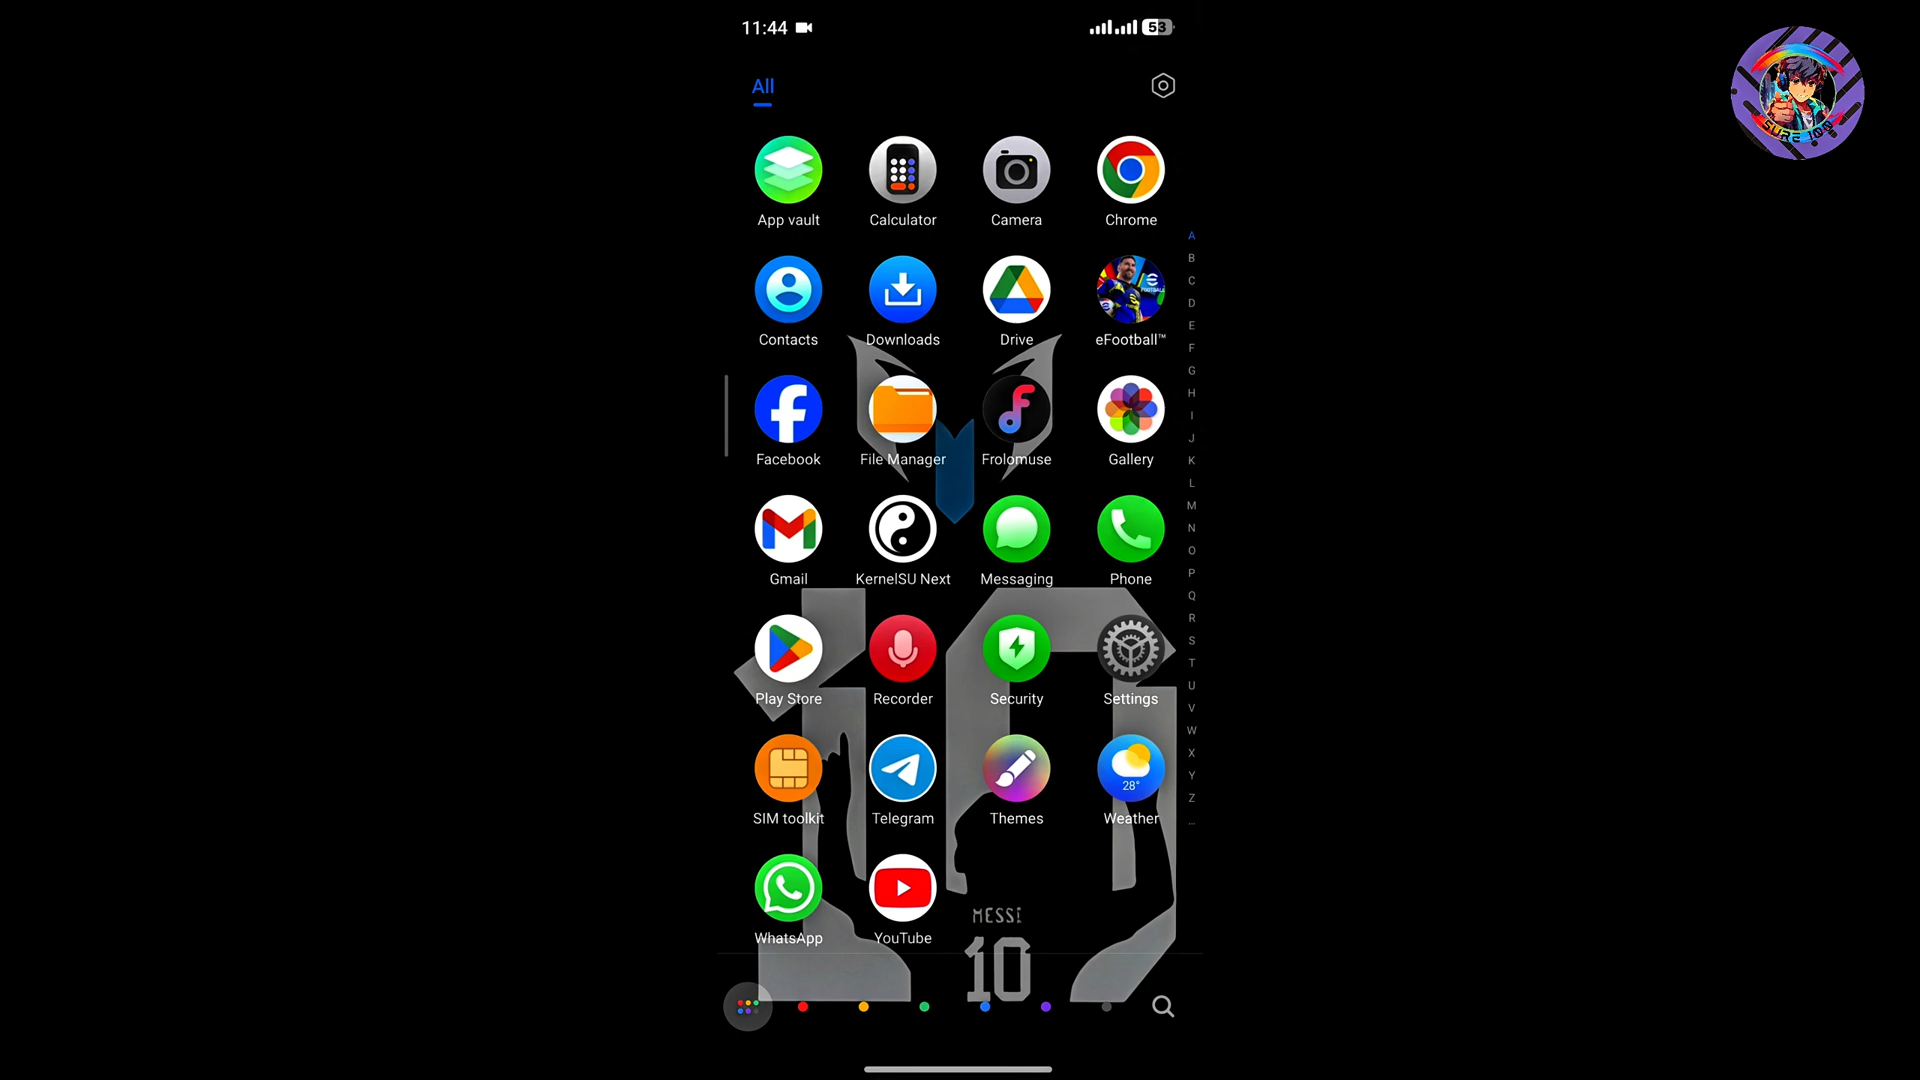 11:44 53
All
App vault Calculator Camera Chrome
Contacts Downloads Drive eFootball™
Facebook File Manager Frolomuse Gallery
Gmail KernelSU Next Messaging Phone
Play Store Recorder Security Settings
28°
SIM toolkit Telegram Themes Weather
WhatsApp YouTube
MESSI
10
A
B
C
D
E
F
G
H
I
J
K
L
M
N
O
P
Q
R
S
T
U
V
W
X
Y
Z
...